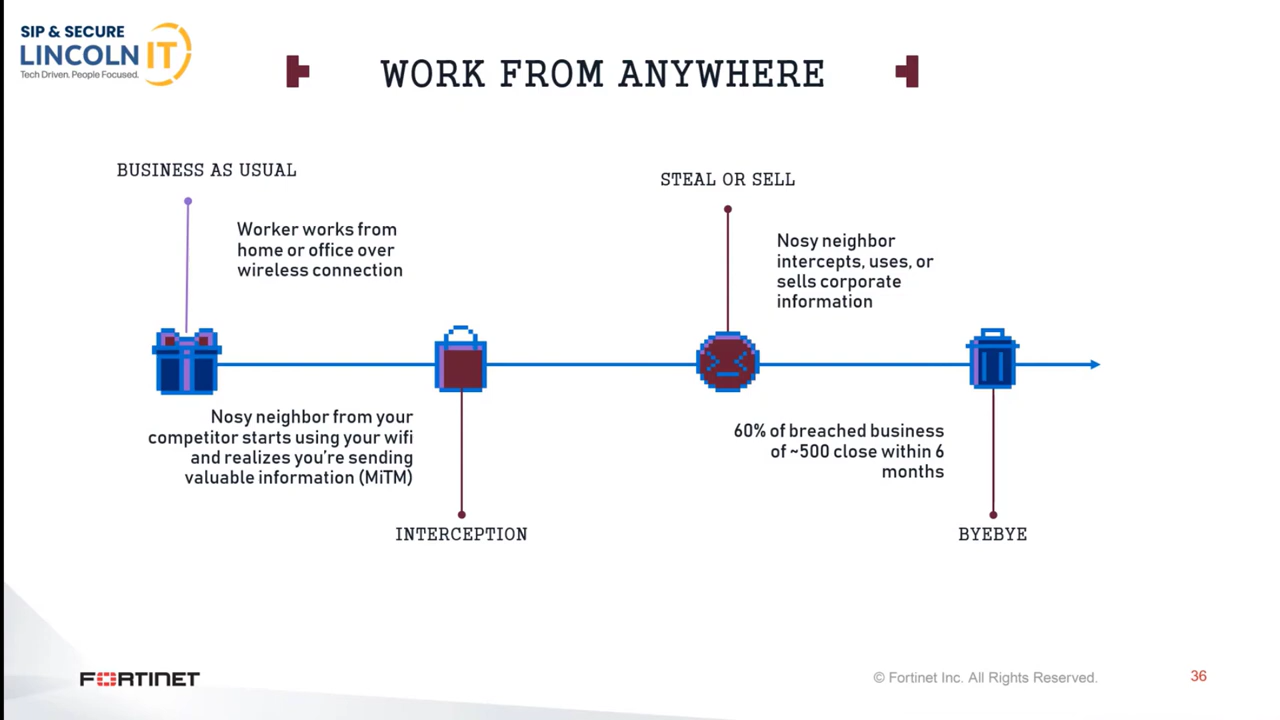 SIP & SECURE
LINCOLN IT
Tech Driven. People Focused.
WORK FROM ANYWHERE
BUSINESS AS USUAL
Worker works from
home or office over
wireless connection
Nosy neighbor from your
competitor starts using your wifi
and realizes you’re sending
valuable information (MiTM)
INTERCEPTION
STEAL OR SELL
Nosy neighbor
intercepts, uses, or
sells corporate
information
60% of breached business
of ~500 close within 6
months
BYEBYE
FORTINET
© Fortinet Inc. All Rights Reserved.
36